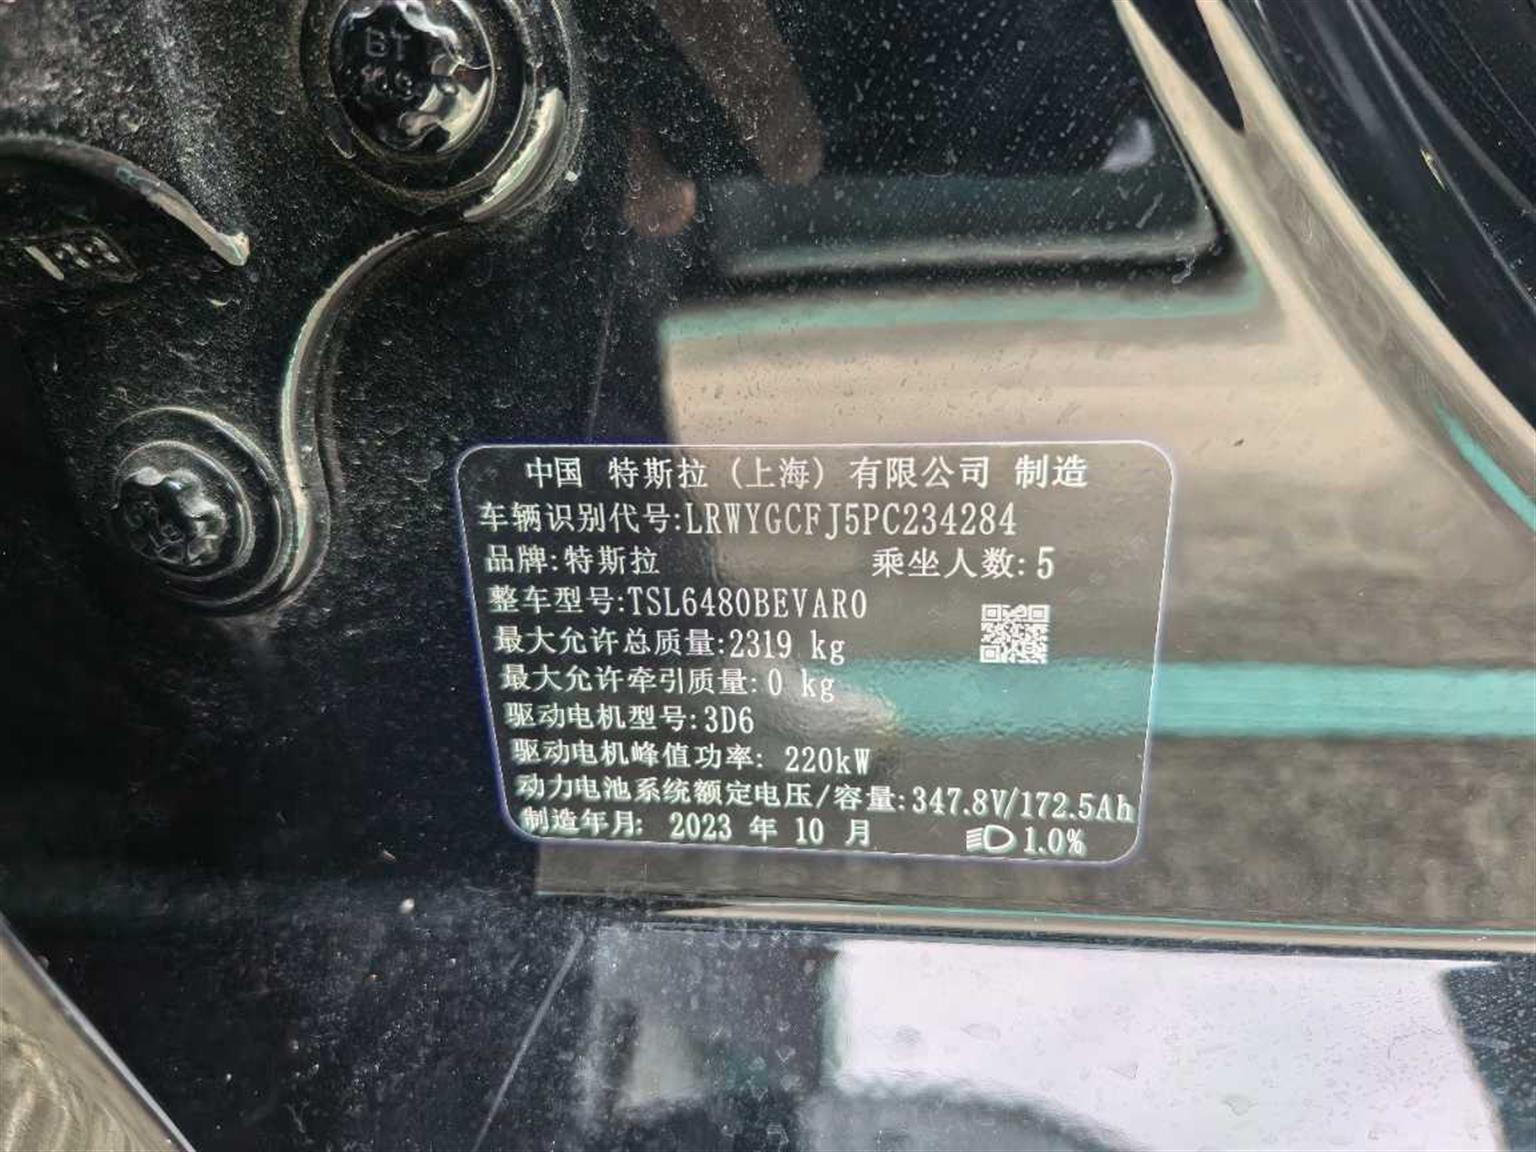 BT
138
中国 特斯拉（上海）有限公司 制造
车辆识别代号:LRWYGCFJ5PC234284
品牌:特斯拉 乘坐人数:5
整车型号:TSL6480BEVAR0
最大允许总质量:2319 kg
最大允许牵引质量:0 kg
驱动电机型号:3D6
驱动电机峰值功率: 220kW
动力电池系统额定电压/容量:347.8V/172.5Ah
制造年月: 2023 年 10 月 1.0%